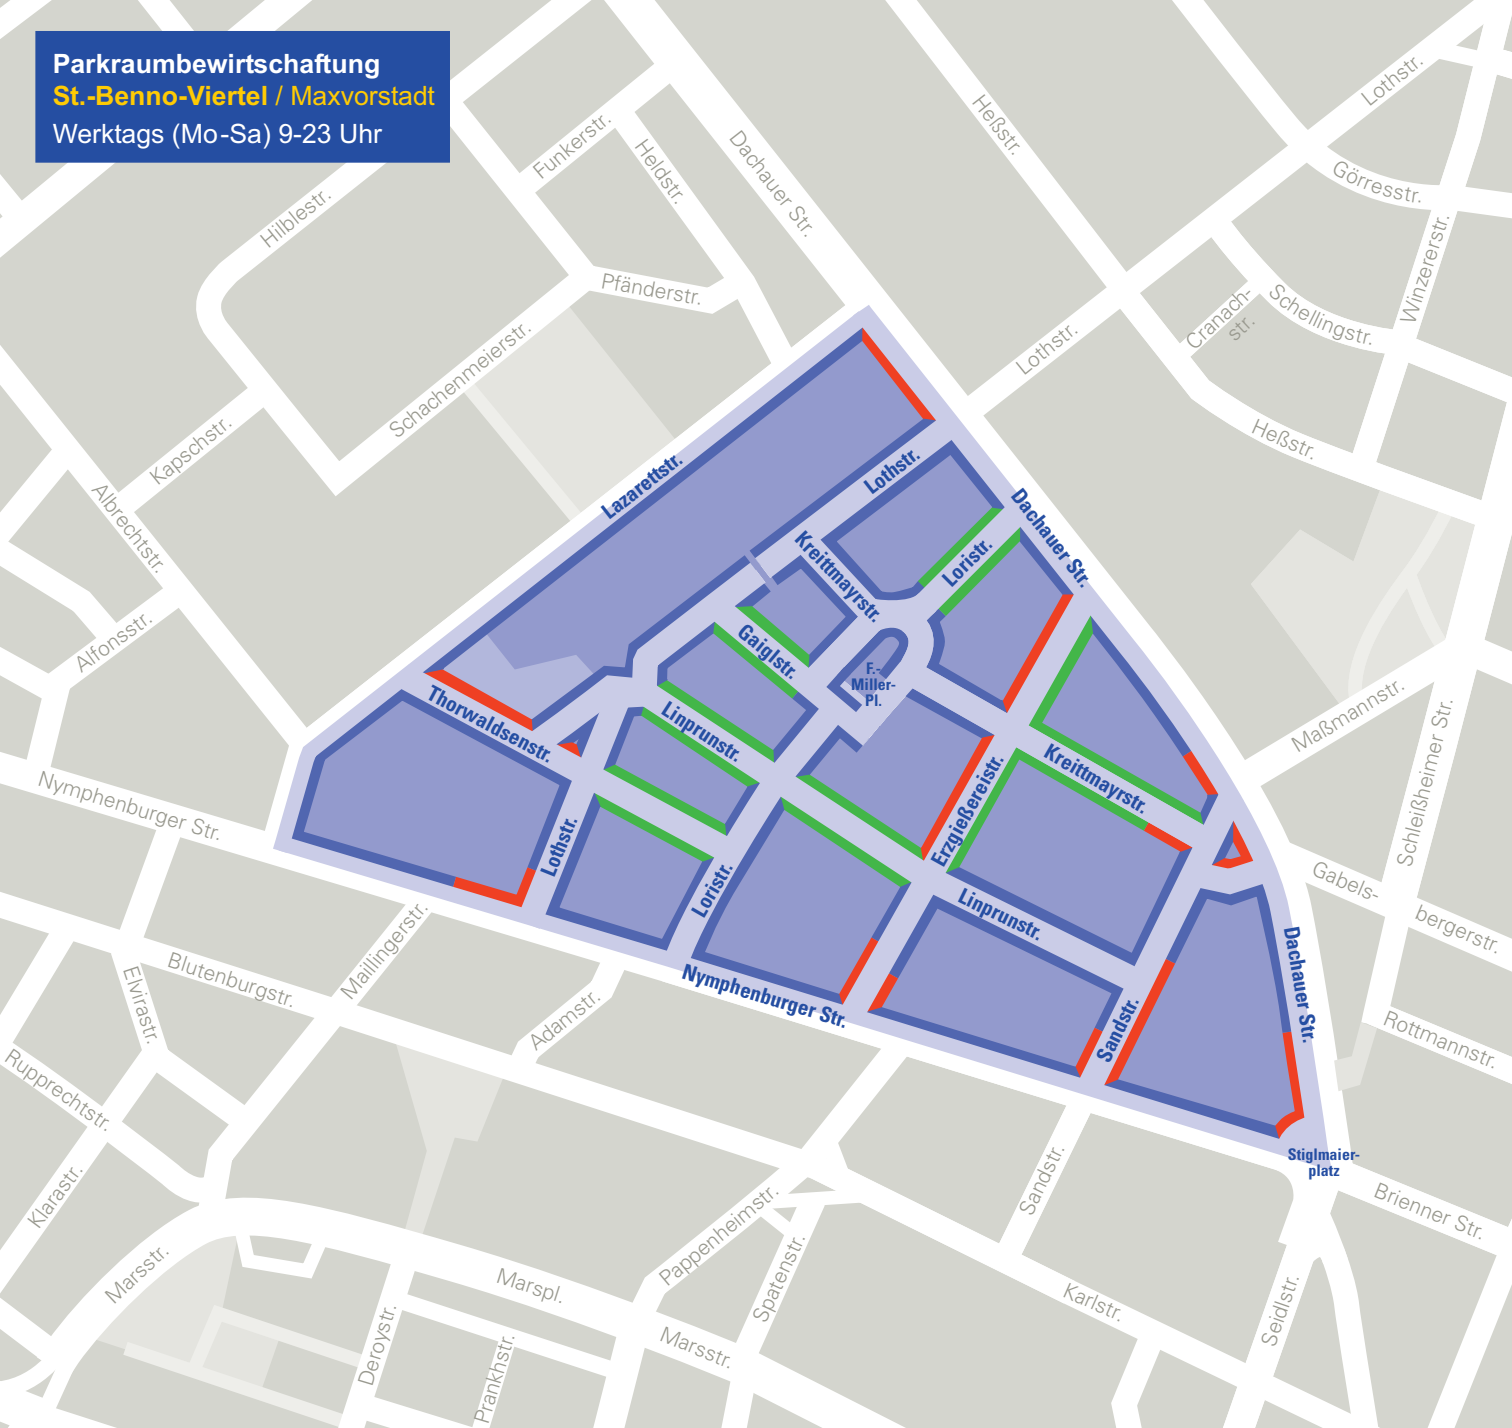 Parkraumbewirtschaftung
St.-Benno-Viertel / Maxvorstadt
Werktags (Mo-Sa) 9-23 Uhr
Lothstr.
Heßstr.
Funkerstr.
Heldstr.
Dachauer Str.
Görresstr.
Hilblestr.
Winzererstr.
Pfänderstr.
Cranach-
str.
Schellingstr.
Lothstr.
Schachenmeierstr.
Kapschstr.
Heßstr.
Albrechtstr.
Lazarettstr.
Lothstr.
Dachauer Str.
Kreittmayrstr.
Loristr.
Alfonsstr.
Gaiglstr.
F.-
Miller-
Pl.
Thorwaldsenstr.
Linprunstr.
Maßmannstr.
Schleißheimer Str.
Kreittmayrstr.
Erzgießereistr.
Nymphenburger Str.
Lothstr.
Loristr.
Gabels-
bergerstr.
Linprunstr.
Maillingerstr.
Blutenburgstr.
Elvirastr.
Nymphenburger Str.
Dachauer Str.
Sandstr.
Adamstr.
Rottmannstr.
Rupprechtstr.
Stiglmaier-
platz
Klarastr.
Sandstr.
Brienner Str.
Pappenheimstr.
Marsstr.
Spatenstr.
Marspl.
Karlstr.
Seidlstr.
Deroystr.
Marsstr.
Prankhstr.